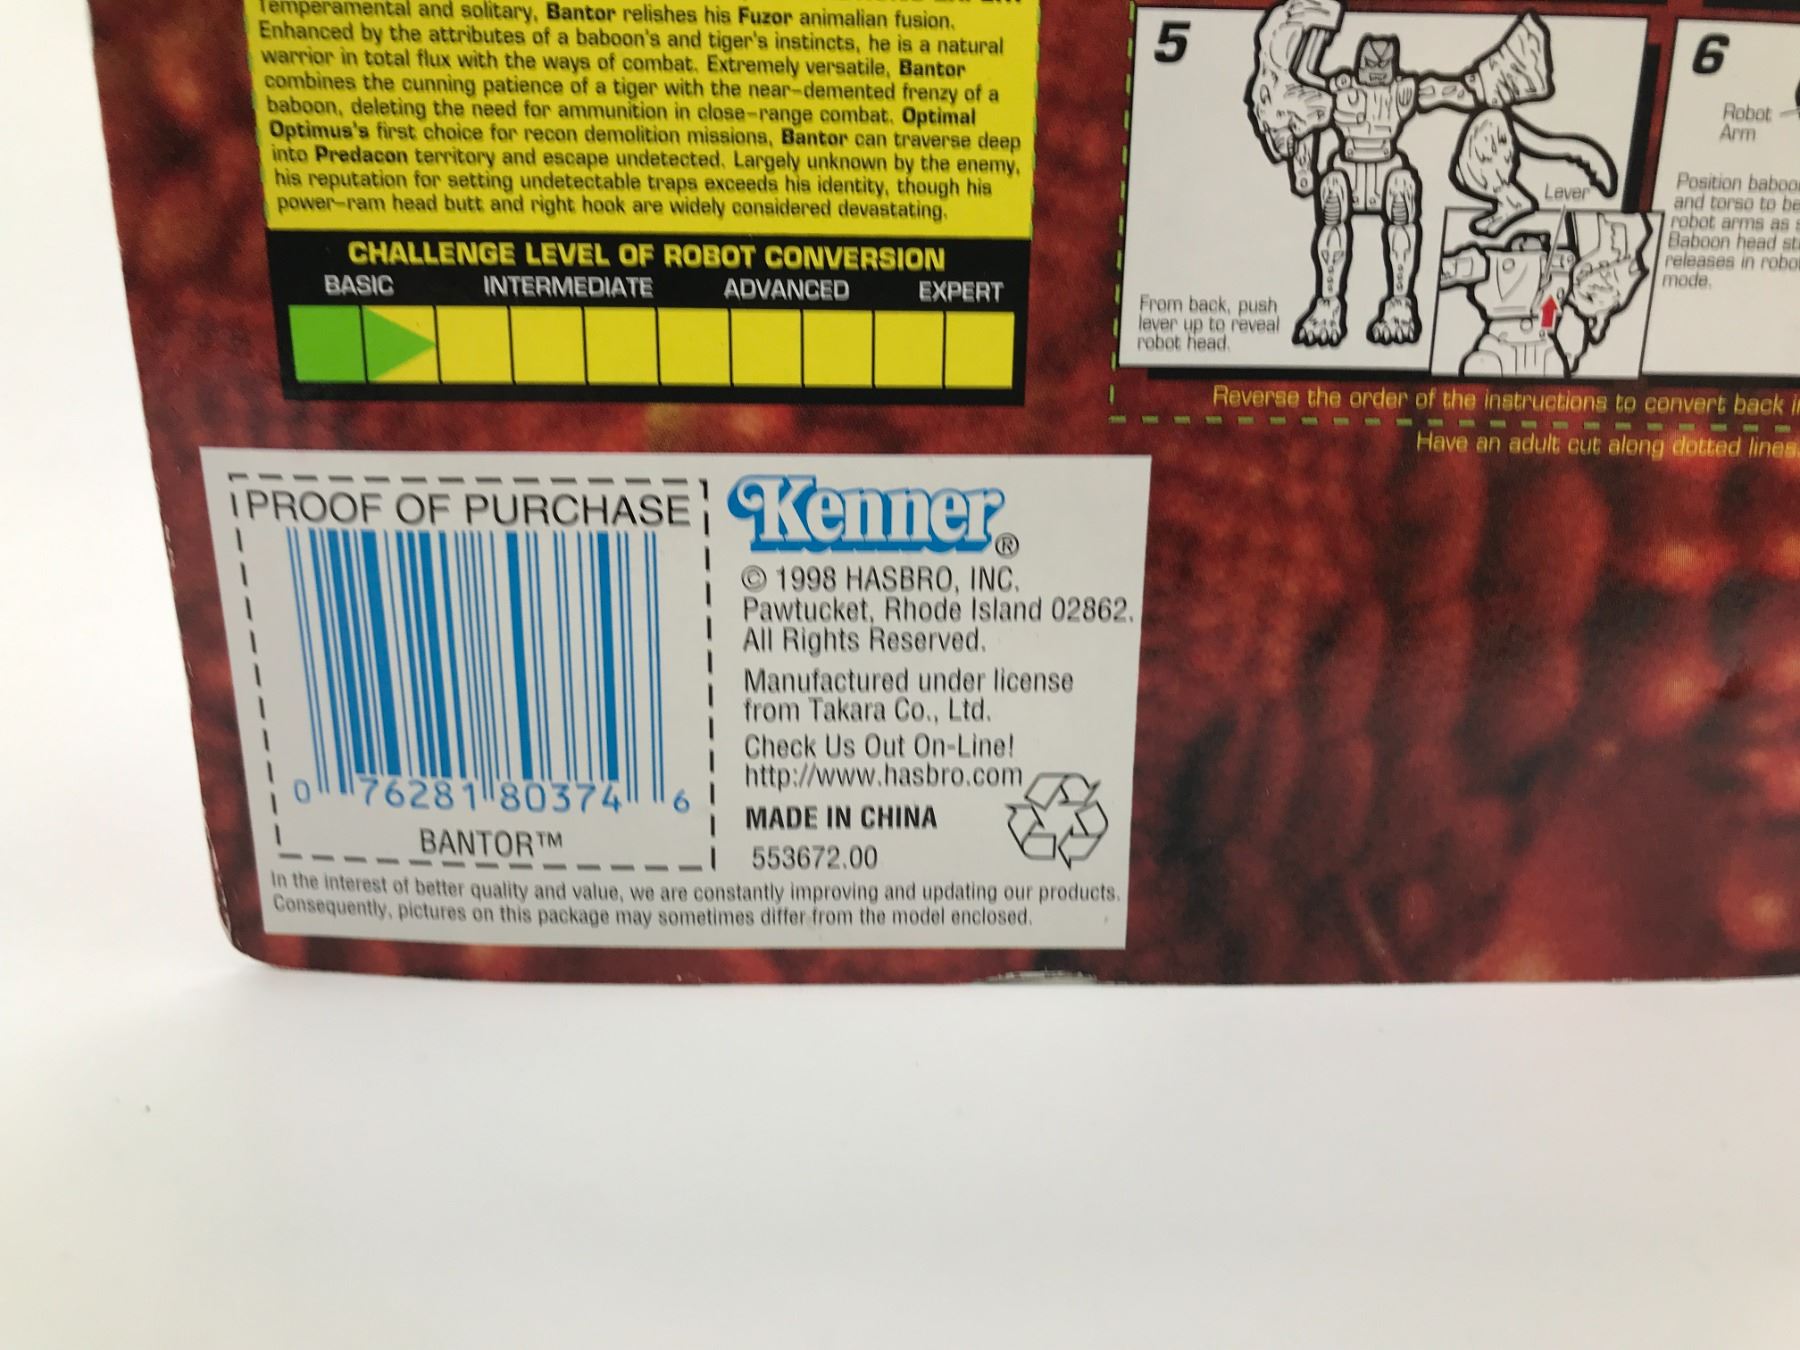 Temperamental and solitary, Bantor relishes his Fuzor animalian fusion.
Enhanced by the attributes of a baboon's and tiger's instincts, he is a natural
warrior in total flux with the ways of combat. Extremely versatile, Bantor
combines the cunning patience of a tiger with the near-demented frenzy of a
baboon, deleting the need for ammunition in close-range combat. Optimal
Optimus's first choice for recon demolition missions, Bantor can traverse deep
into Predacon territory and escape undetected. Largely unknown by the enemy,
his reputation for setting undetectable traps exceeds his identity, though his
power-ram head butt and right hook are widely considered devastating.
CHALLENGE LEVEL OF ROBOT CONVERSION
BASIC INTERMEDIATE ADVANCED EXPERT
5
Lever
From back, push
lever up to reveal
robot head.
6
Robot
Arm
Position baboo
and torso to be
robot arms as s
Baboon head st
releases in robo
mode.
Reverse the order of the instructions to convert back i
Have an adult cut along dotted lines.
PROOF OF PURCHASE
0 76281 80374 6
BANTOR™
Kenner®
© 1998 HASBRO, INC.
Pawtucket, Rhode Island 02862.
All Rights Reserved.
Manufactured under license
from Takara Co., Ltd.
Check Us Out On-Line!
http://www.hasbro.com
MADE IN CHINA
553672.00
In the interest of better quality and value, we are constantly improving and updating our products.
Consequently, pictures on this package may sometimes differ from the model enclosed.